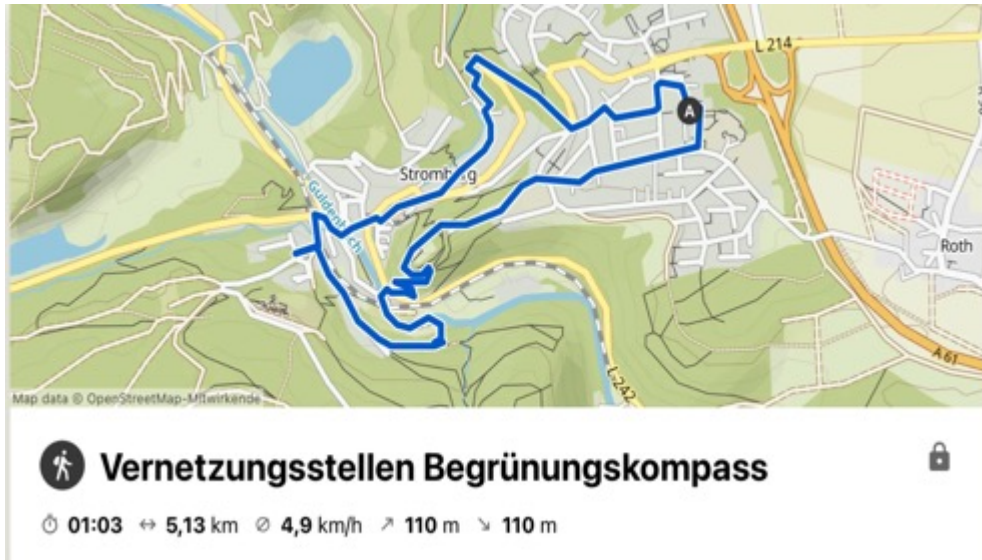 L 214
Stromberg
Guldenbach
Roth
A 61
L 242
A
Map data © OpenStreetMap-Mitwirkende
Vernetzungsstellen Begrünungskompass
01:03 5,13 km 4,9 km/h 110 m 110 m